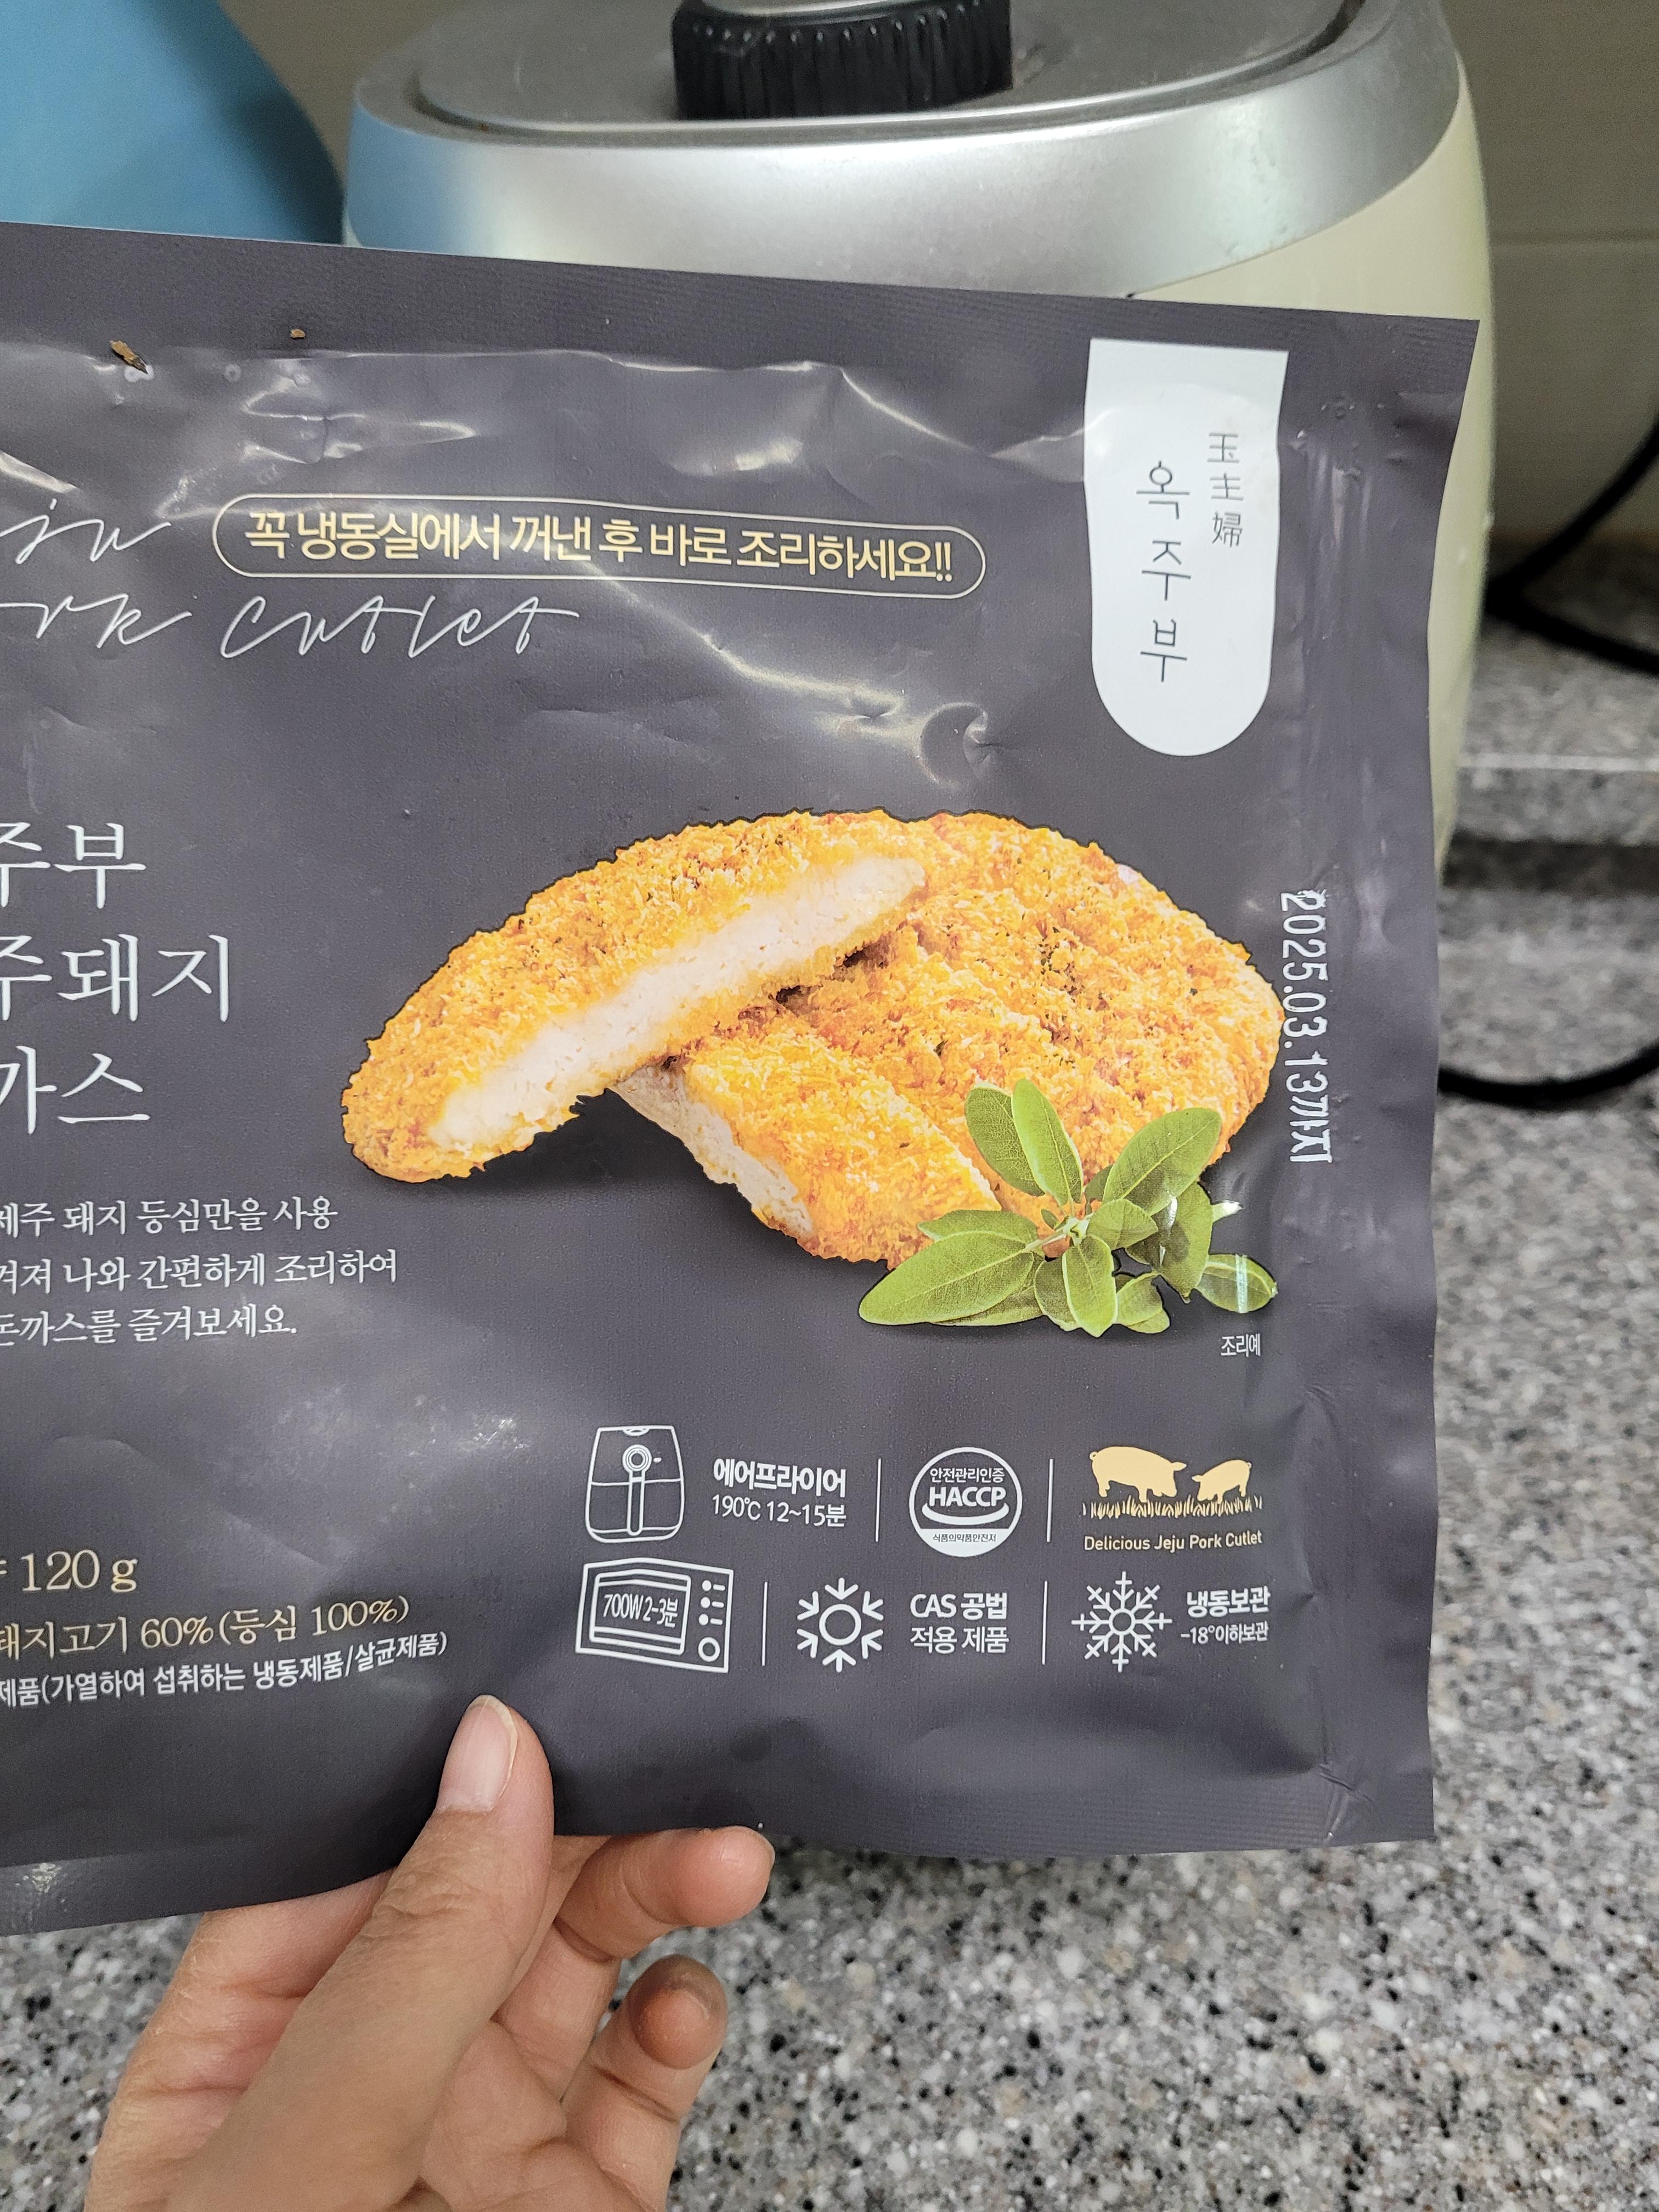 꼭 냉동실에서 꺼낸 후 바로 조리하세요!!
cutlet
玉主婦
옥주부
주부
주돼지
까스
제주 돼지 등심만을 사용
겨져 나와 간편하게 조리하여
돈까스를 즐겨보세요.
2025.03.13까지
조리예
에어프라이어
190℃ 12~15분
안전관리인증
HACCP
식품의약품안전처
Delicious Jeju Pork Cutlet
700W 2-3분
CAS 공법
적용 제품
냉동보관
-18°이하보관
120 g
돼지고기 60%(등심 100%)
제품(가열하여 섭취하는 냉동제품/살균제품)